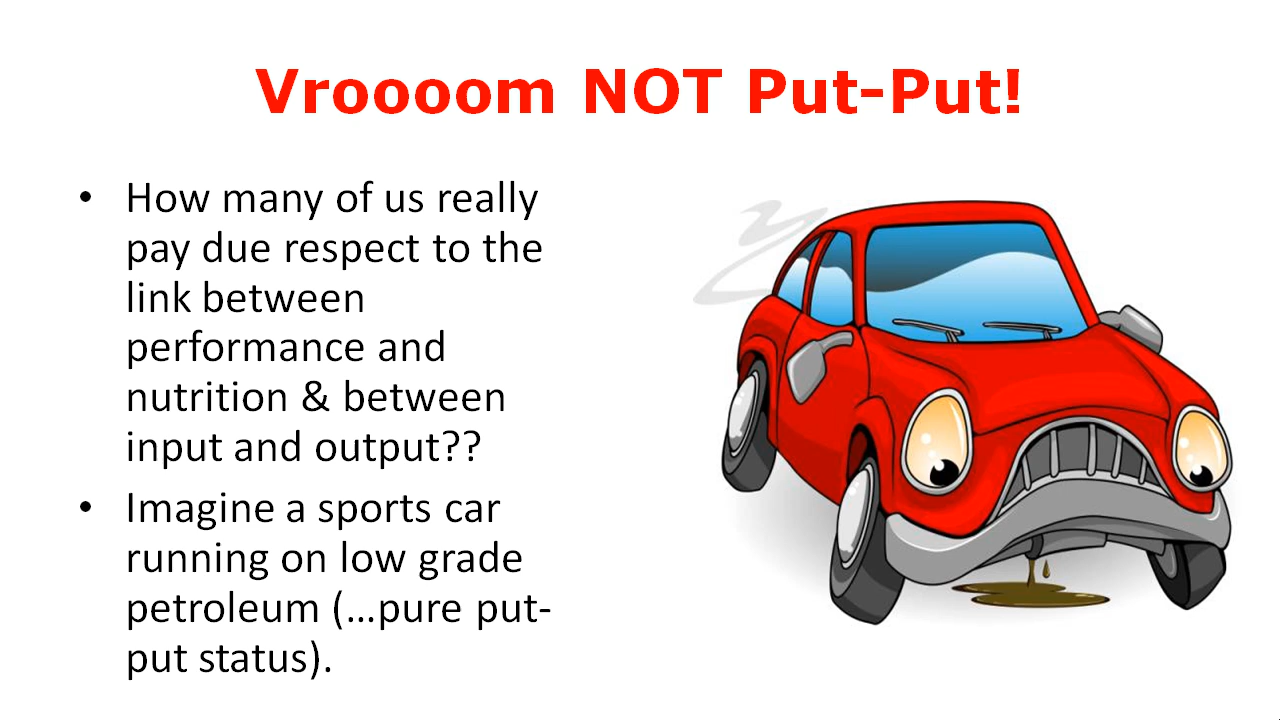 Vroooom NOT Put-Put!
• How many of us really
pay due respect to the
link between
performance and
nutrition & between
input and output??
• Imagine a sports car
running on low grade
petroleum (…pure put-
put status).